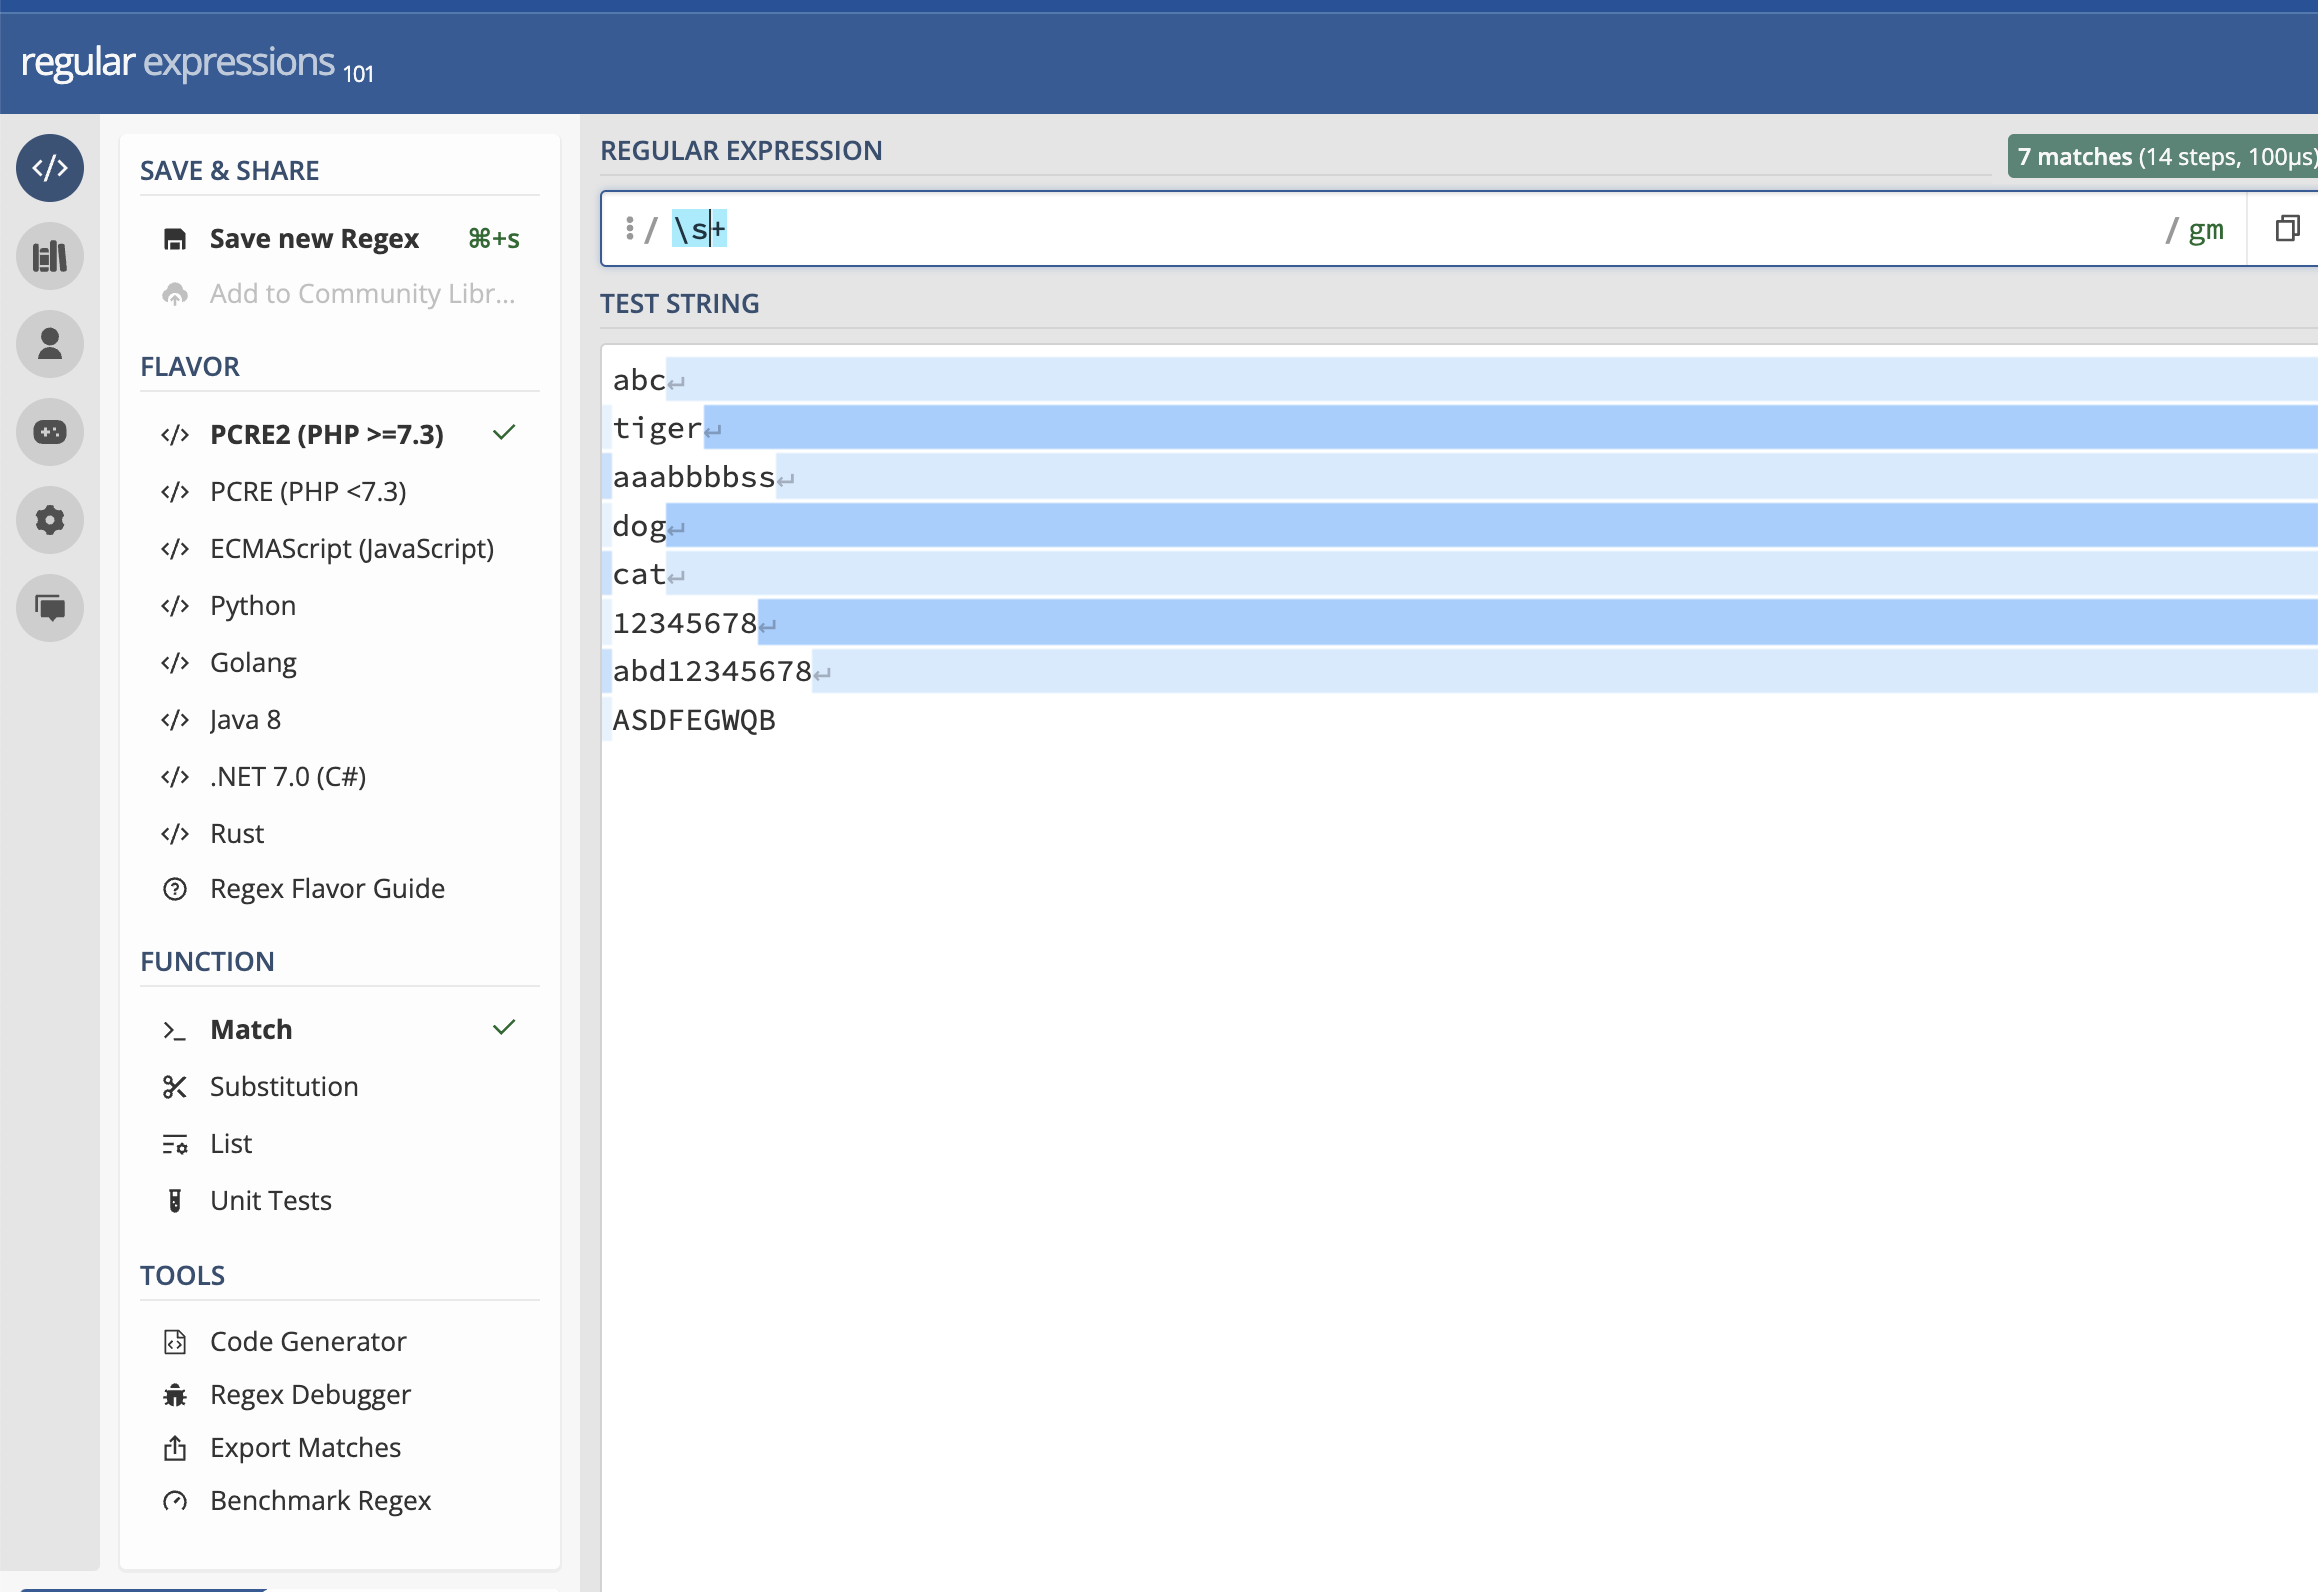 regular expressions 101
SAVE & SHARE
Save new Regex ⌘+s
Add to Community Libr...
FLAVOR
PCRE2 (PHP >=7.3)
PCRE (PHP <7.3)
ECMAScript (JavaScript)
Python
Golang
Java 8
.NET 7.0 (C#)
Rust
Regex Flavor Guide
FUNCTION
Match
Substitution
List
Unit Tests
TOOLS
Code Generator
Regex Debugger
Export Matches
Benchmark Regex
REGULAR EXPRESSION
7 matches (14 steps, 100μs)
/ \s+ / gm
TEST STRING
abc↵
tiger↵
aaabbbbss↵
dog↵
cat↵
12345678↵
abd12345678↵
ASDFEGWQB